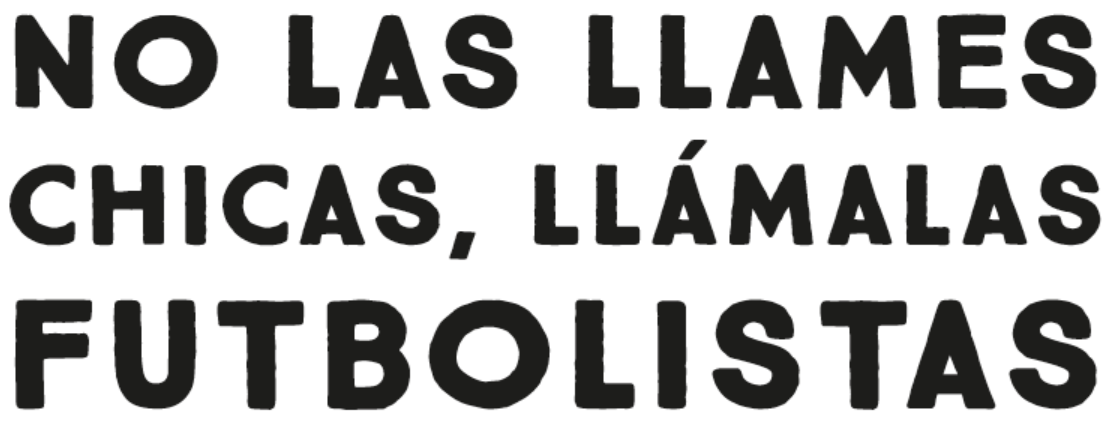 NO LAS LLAMES
CHICAS, LLÁMALAS
FUTBOLISTAS